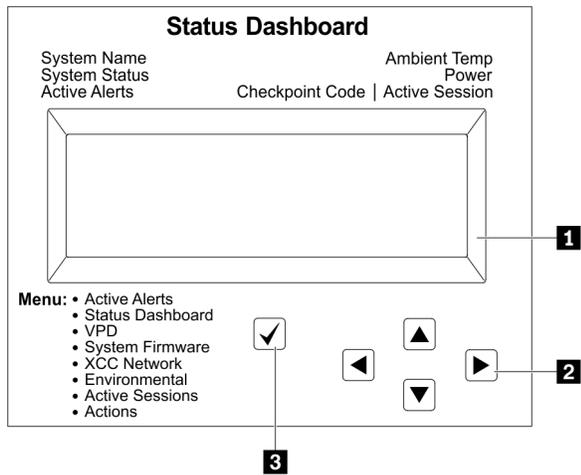 Status Dashboard
System Name
System Status
Active Alerts
Ambient Temp
Power
Checkpoint Code | Active Session
1
Menu: • Active Alerts
• Status Dashboard
• VPD
• System Firmware
• XCC Network
• Environmental
• Active Sessions
• Actions
2
3